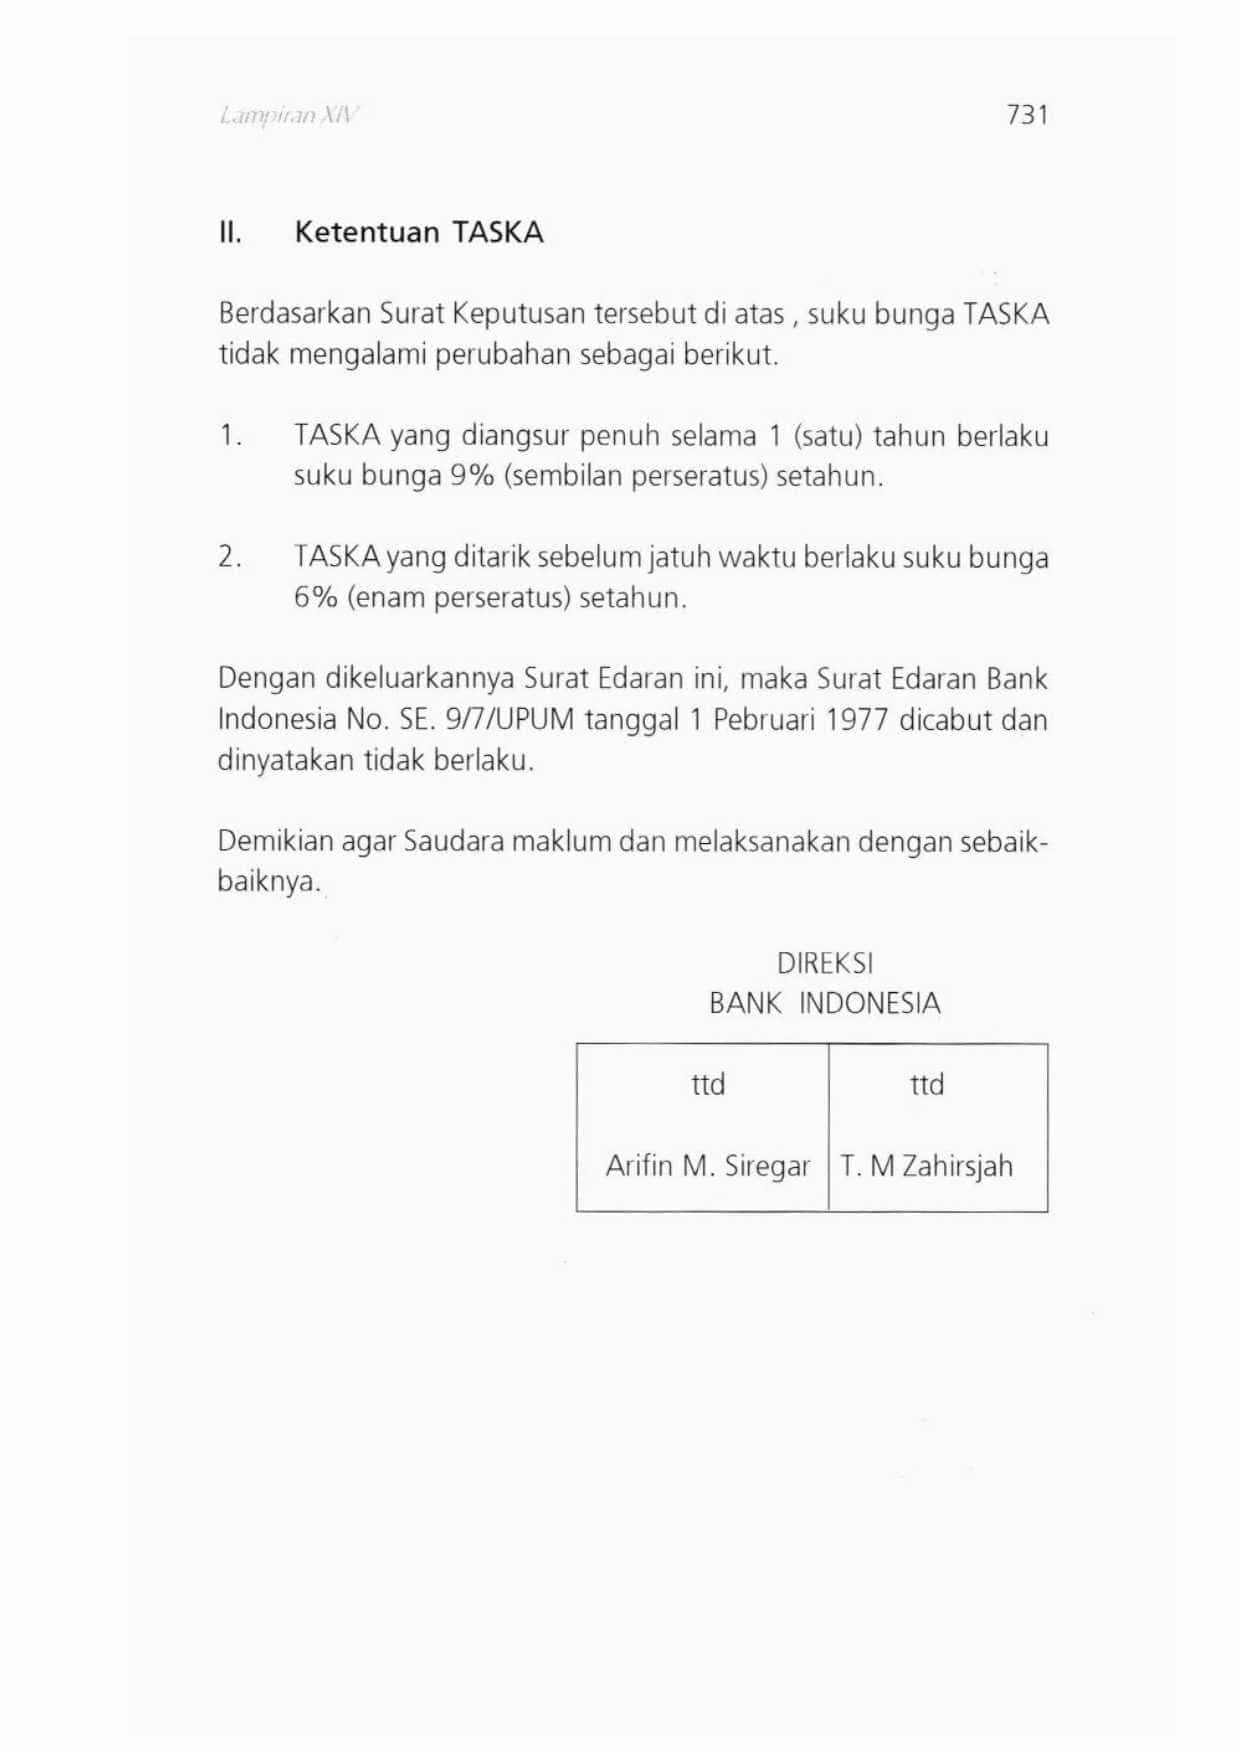 Lampiran XIV
731
II. Ketentuan TASKA
Berdasarkan Surat Keputusan tersebut di atas , suku bunga TASKA
tidak mengalami perubahan sebagai berikut.
1. TASKA yang diangsur penuh selama 1 (satu) tahun berlaku
suku bunga 9% (sembilan perseratus) setahun.
2. TASKA yang ditarik sebelum jatuh waktu berlaku suku bunga
6% (enam perseratus) setahun.
Dengan dikeluarkannya Surat Edaran ini, maka Surat Edaran Bank
Indonesia No. SE. 9/7/UPUM tanggal 1 Pebruari 1977 dicabut dan
dinyatakan tidak berlaku.
Demikian agar Saudara maklum dan melaksanakan dengan sebaik-
baiknya.
DIREKSI
BANK INDONESIA
ttd ttd
Arifin M. Siregar T. M Zahirsjah